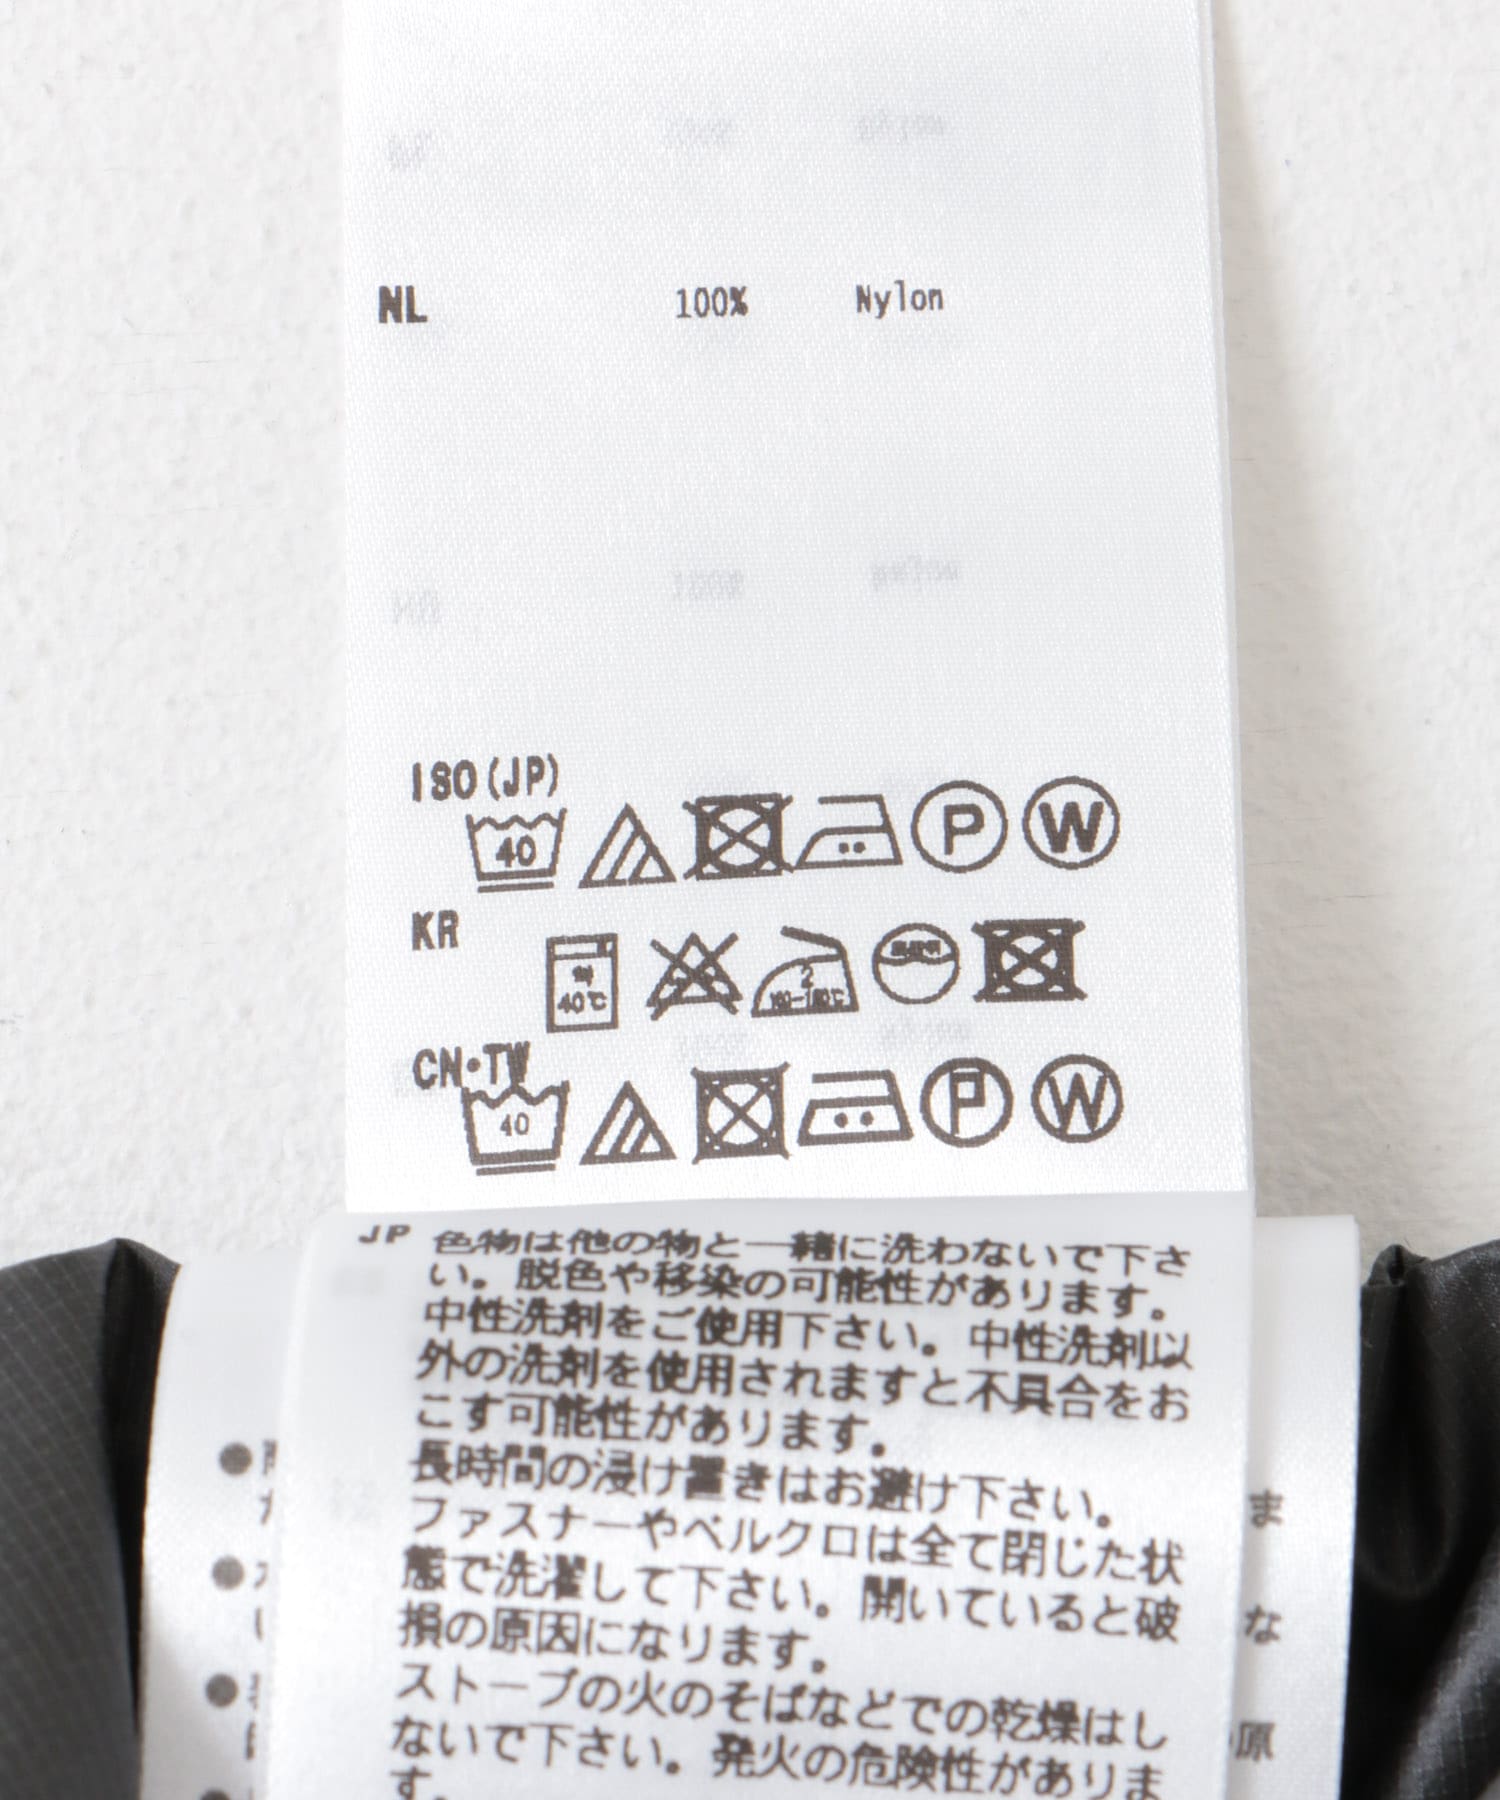 NL 100% Nylon
ISO(JP)
40 P W
KR
40℃ 2
CN・TW
40 P W
JP 色物は他の物と一緒に洗わないで下さ
い。脱色や移染の可能性があります。
中性洗剤をご使用下さい。中性洗剤以
外の洗剤を使用されますと不具合をお
こす可能性があります。
長時間の浸け置きはお避け下さい。
ファスナーやベルクロは全て閉じた状
態で洗濯して下さい。開いていると破
損の原因になります。
ストーブの火のそばなどでの乾燥はし
ないで下さい。発火の危険性がありま
す。
ま
な
原